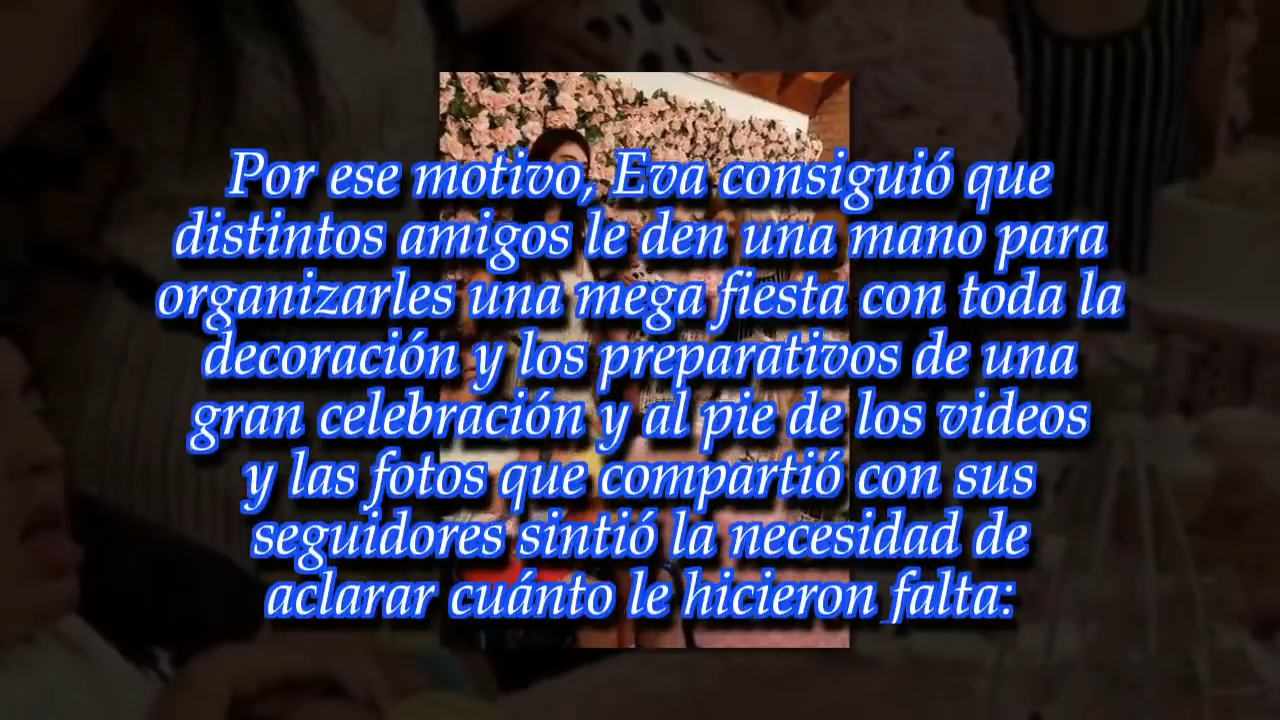 Por ese motivo, Eva consiguió que
distintos amigos le den una mano para
organizarles una mega fiesta con toda la
decoración y los preparativos de una
gran celebración y al pie de los videos
y las fotos que compartió con sus
seguidores sintió la necesidad de
aclarar cuánto le hicieron falta: